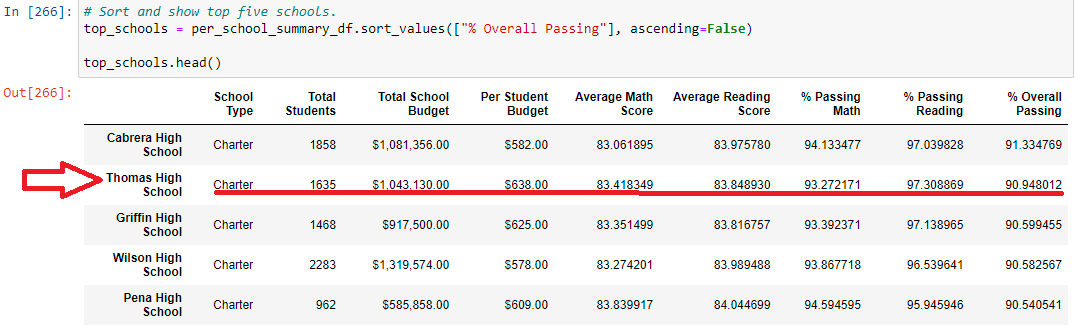 In [266]: # Sort and show top five schools.
top_schools = per_school_summary_df.sort_values(["% Overall Passing"], ascending=False)
top_schools.head()
Out[266]:
School Type Total Students Total School Budget Per Student Budget Average Math Score Average Reading Score % Passing Math % Passing Reading % Overall Passing
Cabrera High School Charter 1858 $1,081,356.00 $582.00 83.061895 83.975780 94.133477 97.039828 91.334769
Thomas High School Charter 1635 $1,043,130.00 $638.00 83.418349 83.848930 93.272171 97.308869 90.948012
Griffin High School Charter 1468 $917,500.00 $625.00 83.351499 83.816757 93.392371 97.138965 90.599455
Wilson High School Charter 2283 $1,319,574.00 $578.00 83.274201 83.989488 93.867718 96.539641 90.582567
Pena High School Charter 962 $585,858.00 $609.00 83.839917 84.044699 94.594595 95.945946 90.540541